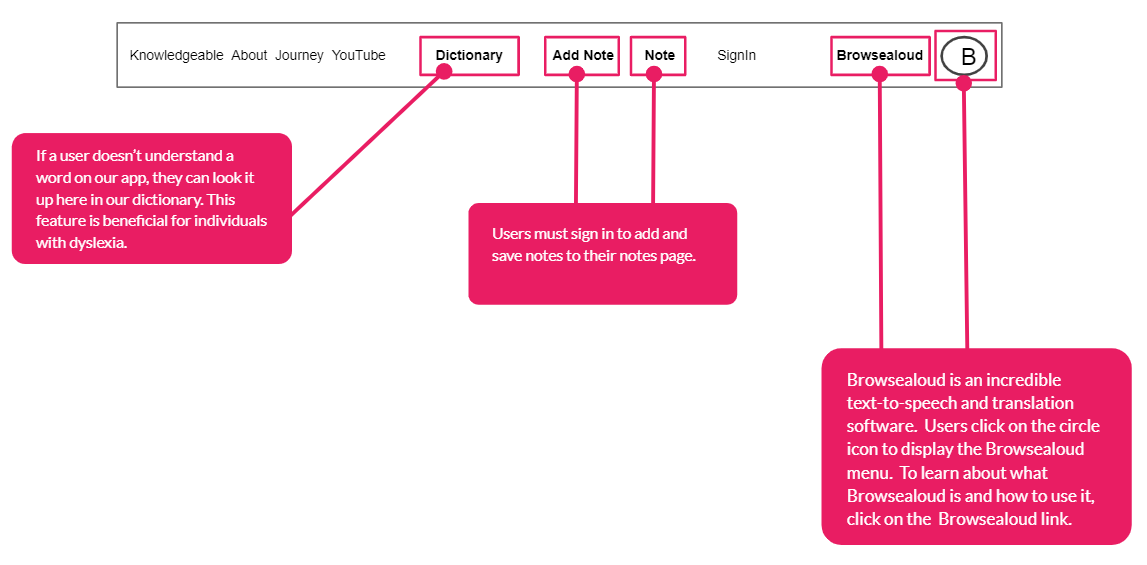 Knowledgeable About Journey YouTube Dictionary Add Note Note SignIn Browsealoud B
If a user doesn't understand a
word on our app, they can look it
up here in our dictionary. This
feature is beneficial for individuals
with dyslexia.
Users must sign in to add and
save notes to their notes page.
Browsealoud is an incredible
text-to-speech and translation
software. Users click on the circle
icon to display the Browsealoud
menu. To learn about what
Browsealoud is and how to use it,
click on the Browsealoud link.